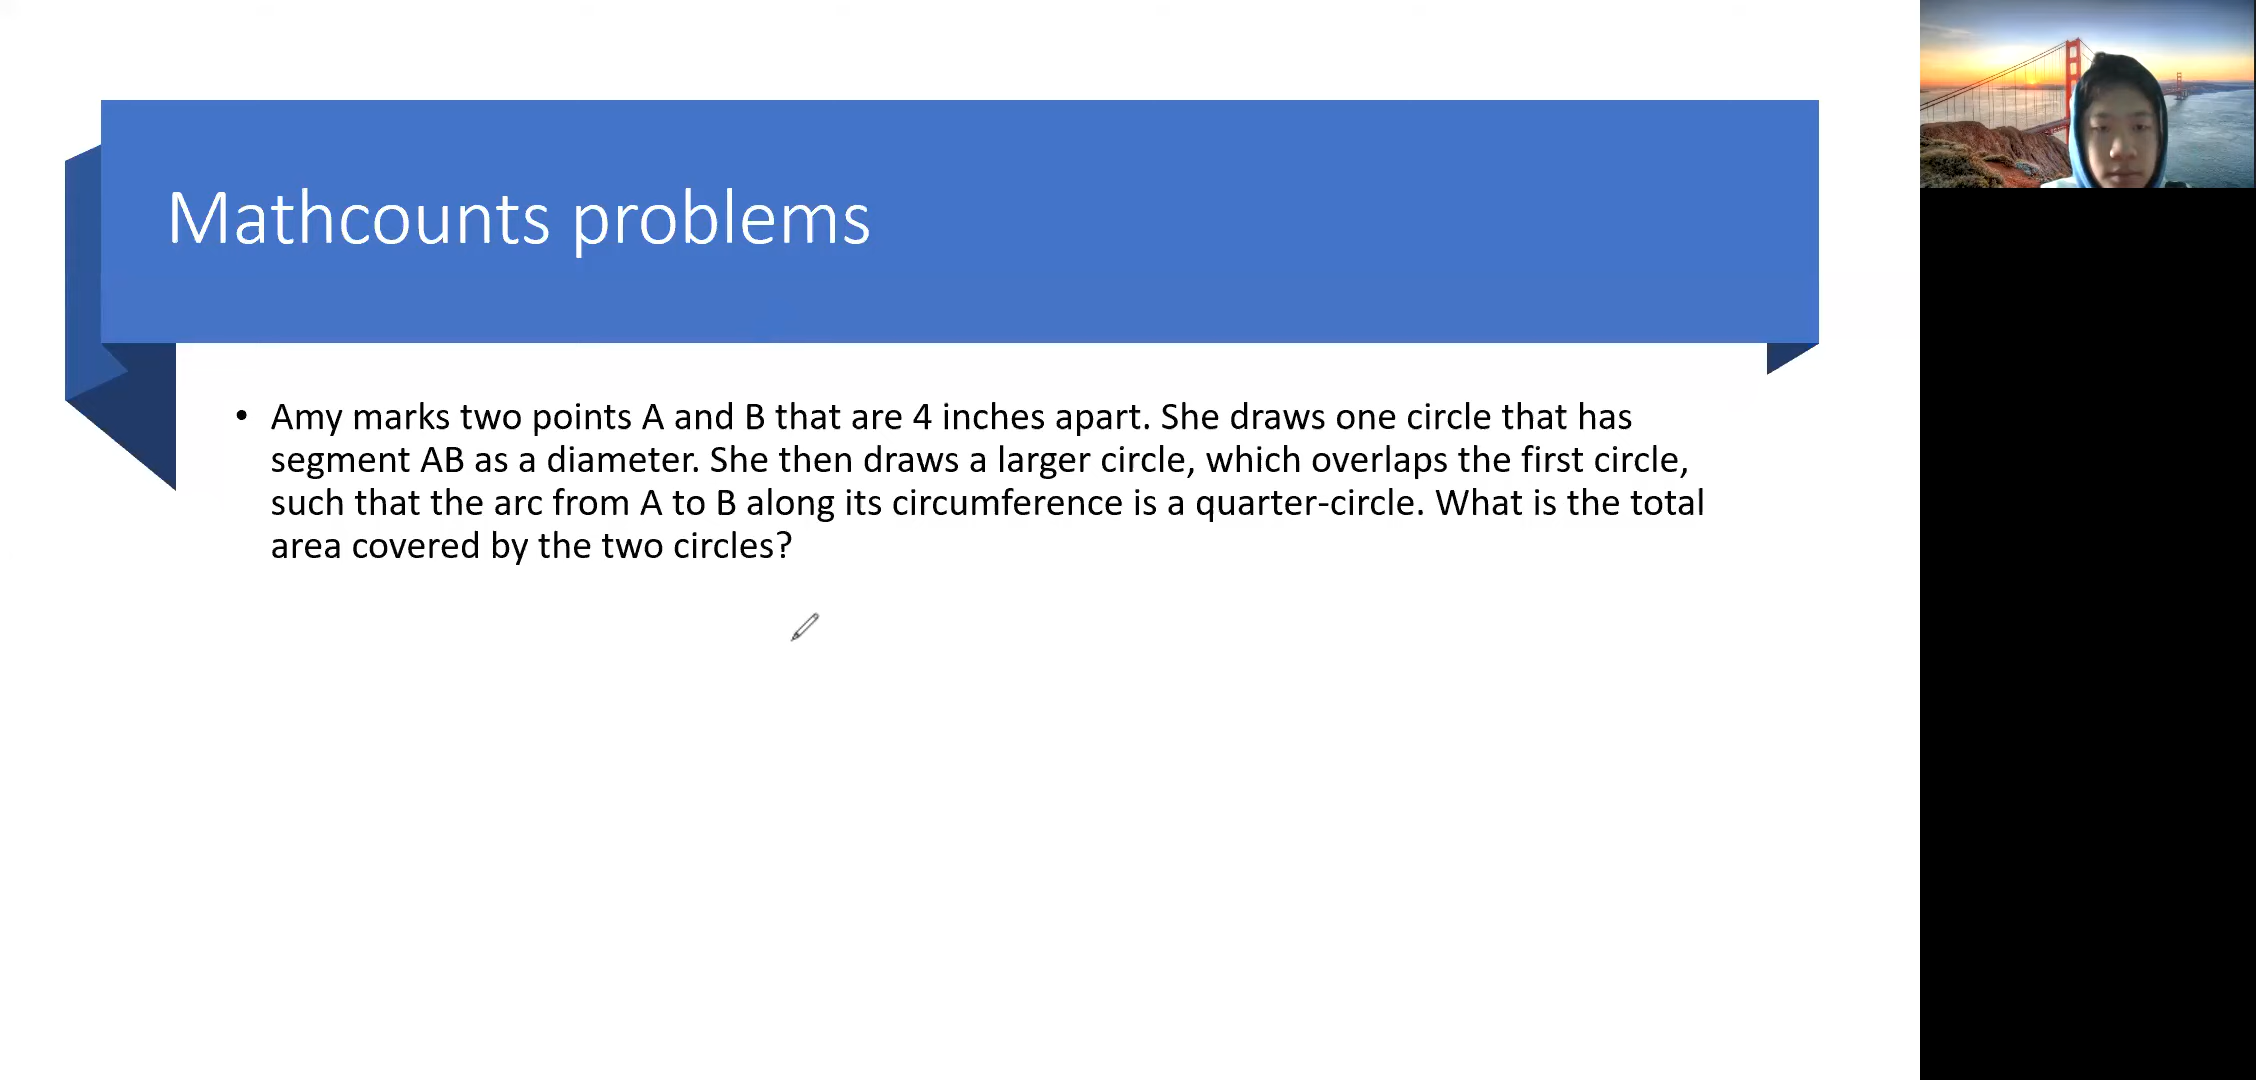 Mathcounts problems
• Amy marks two points A and B that are 4 inches apart. She draws one circle that has
segment AB as a diameter. She then draws a larger circle, which overlaps the first circle,
such that the arc from A to B along its circumference is a quarter-circle. What is the total
area covered by the two circles?